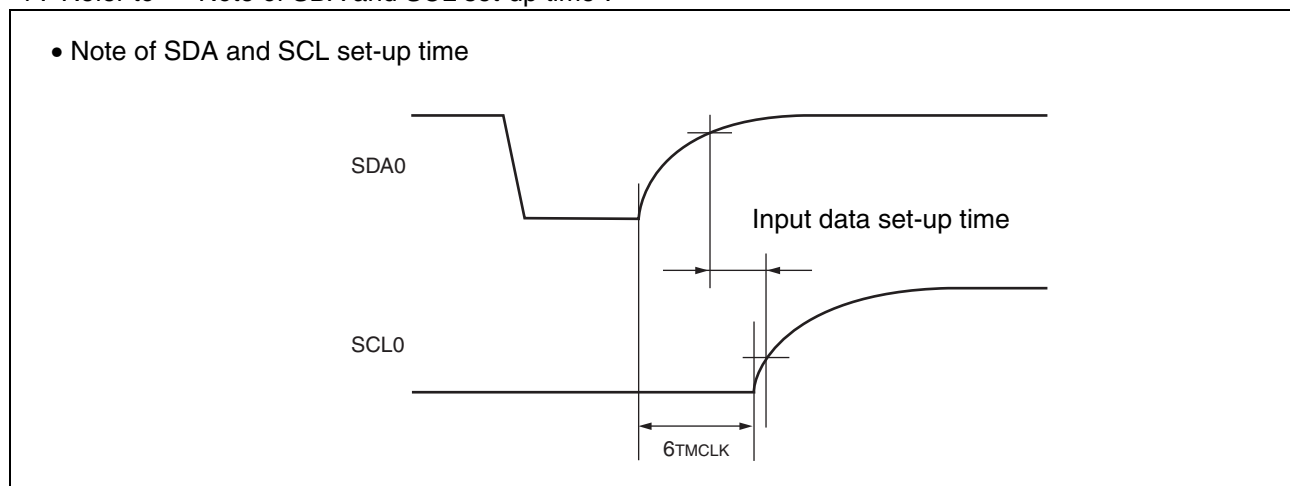 • Note of SDA and SCL set-up time
SDA0
Input data set-up time
SCL0
6TMCLK